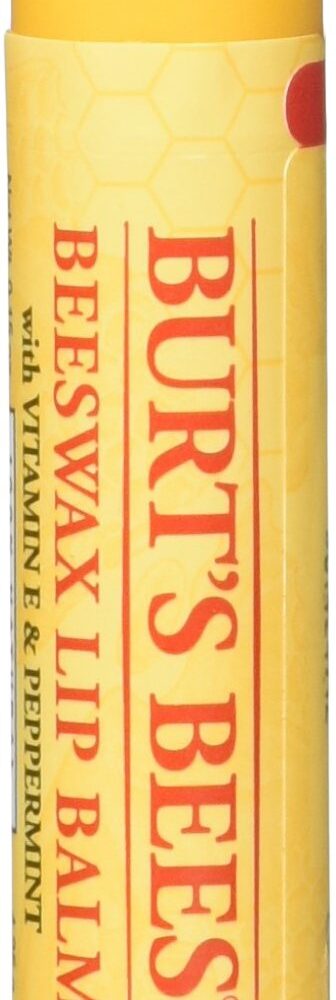 BURT'S BEES
BEESWAX LIP BALM
with VITAMIN E & PEPPERMINT